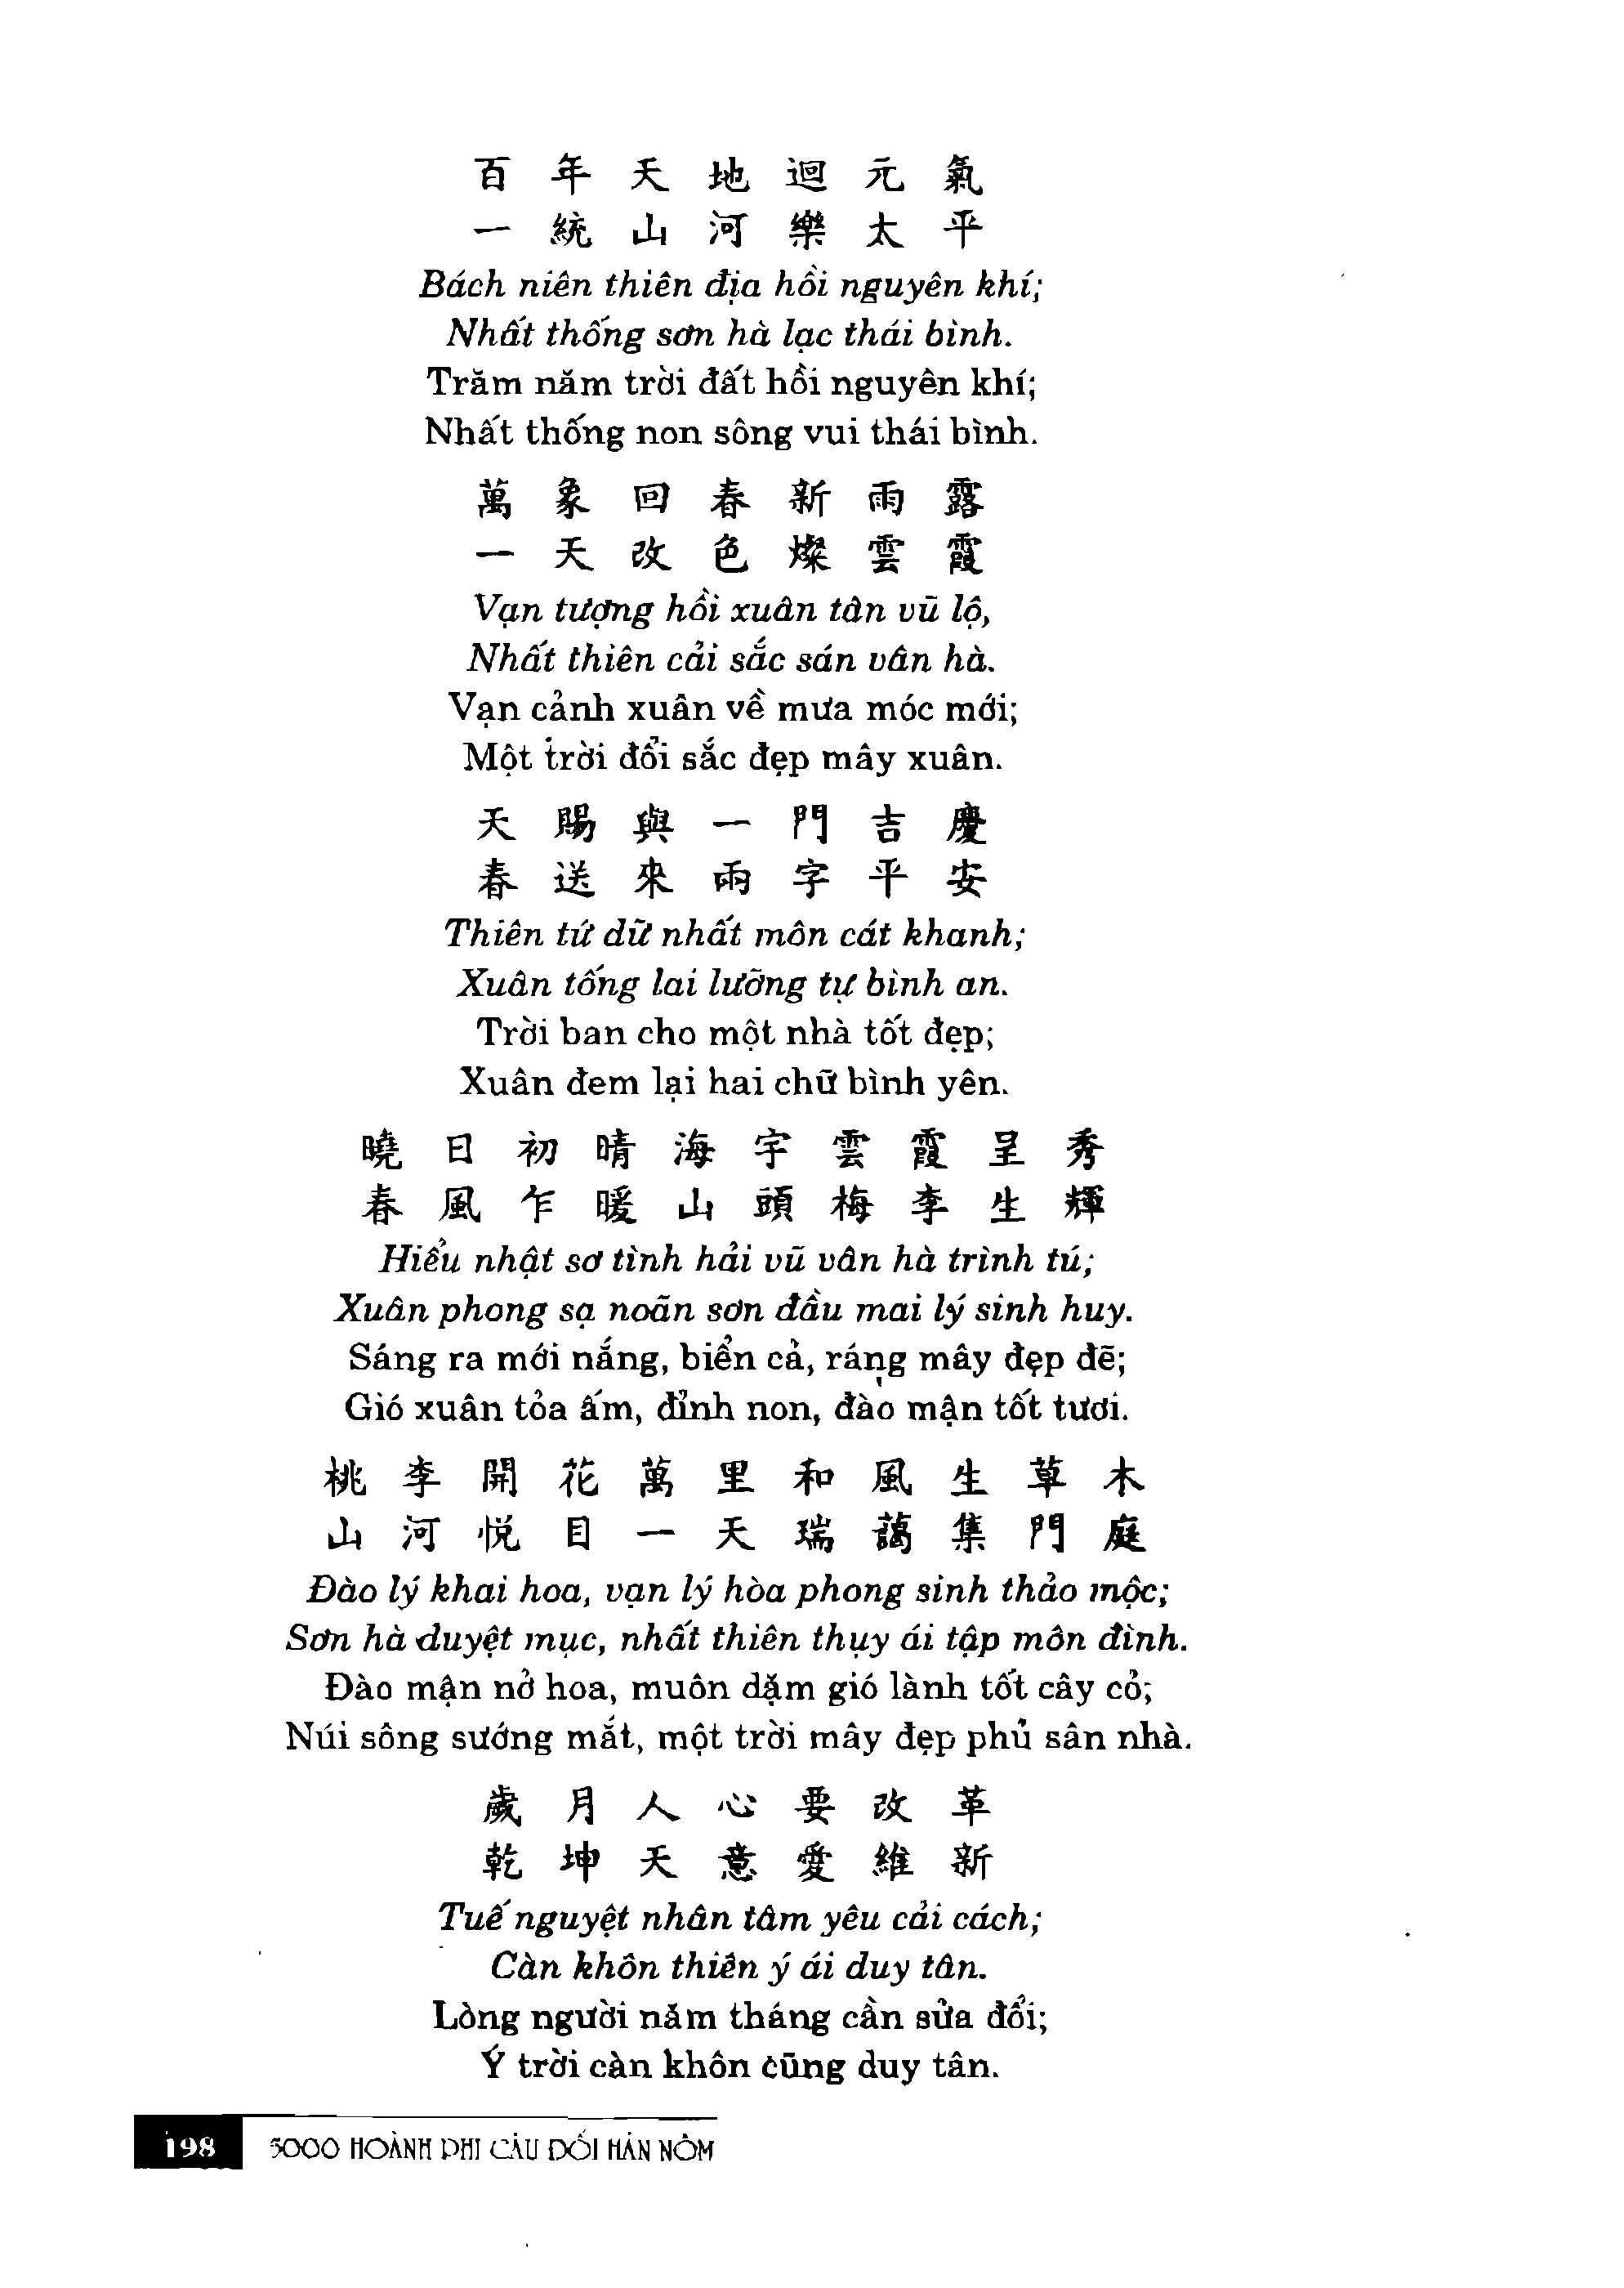 百年天地迴元氣
一統山河樂太平
Bách niên thiên địa hồi nguyên khí;
Nhất thống sơn hà lạc thái bình.
Trăm năm trời đất hồi nguyên khí;
Nhất thống non sông vui thái bình.
萬象回春新雨露
一天改色燦雲霞
Vạn tượng hồi xuân tân vũ lộ,
Nhất thiên cải sắc sán vân hà.
Vạn cảnh xuân về mưa móc mới;
Một trời đổi sắc đẹp mây xuân.
天賜與一門吉慶
春送來兩字平安
Thiên tứ dữ nhất môn cát khanh;
Xuân tống lai lưỡng tự bình an.
Trời ban cho một nhà tốt đẹp;
Xuân đem lại hai chữ bình yên.
曉日初晴海宇雲霞呈秀
春風乍暖山頭梅李生輝
Hiểu nhật sơ tình hải vũ vân hà trình tú;
Xuân phong sạ noãn sơn đầu mai lý sinh huy.
Sáng ra mới nắng, biển cả, ráng mây đẹp đẽ;
Gió xuân tỏa ấm, đỉnh non, đào mận tốt tươi.
桃李開花萬里和風生草木
山河悅目一天瑞藹集門庭
Đào lý khai hoa, vạn lý hòa phong sinh thảo mộc;
Sơn hà duyệt mục, nhất thiên thụy ái tập môn đình.
Đào mận nở hoa, muôn dặm gió lành tốt cây cỏ;
Núi sông sướng mắt, một trời mây đẹp phủ sân nhà.
歲月人心要改革
乾坤天意愛維新
Tuế nguyệt nhân tâm yêu cải cách;
Càn khôn thiên ý ái duy tân.
Lòng người năm tháng cần sửa đổi;
Ý trời càn khôn cũng duy tân.
198 5000 HOÀNH PHI CÂU ĐỐI HÁN NÔM